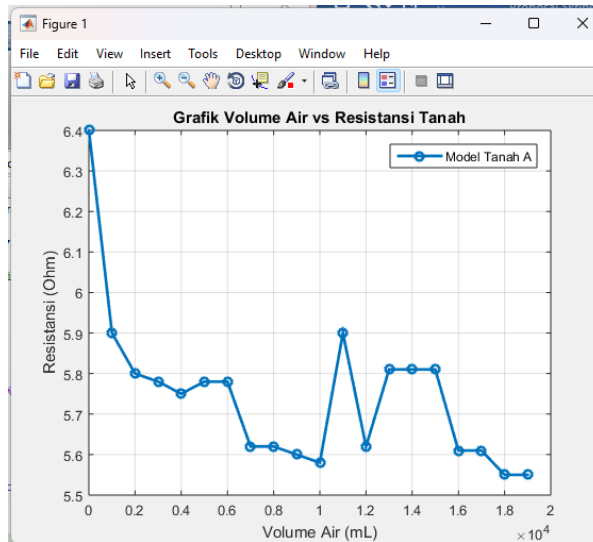 Figure 1
File Edit View Insert Tools Desktop Window Help
Grafik Volume Air vs Resistansi Tanah
Model Tanah A
Resistansi (Ohm)
6.4
6.3
6.2
6.1
6
5.9
5.8
5.7
5.6
5.5
0 0.2 0.4 0.6 0.8 1 1.2 1.4 1.6 1.8 2
Volume Air (mL)
×10^4